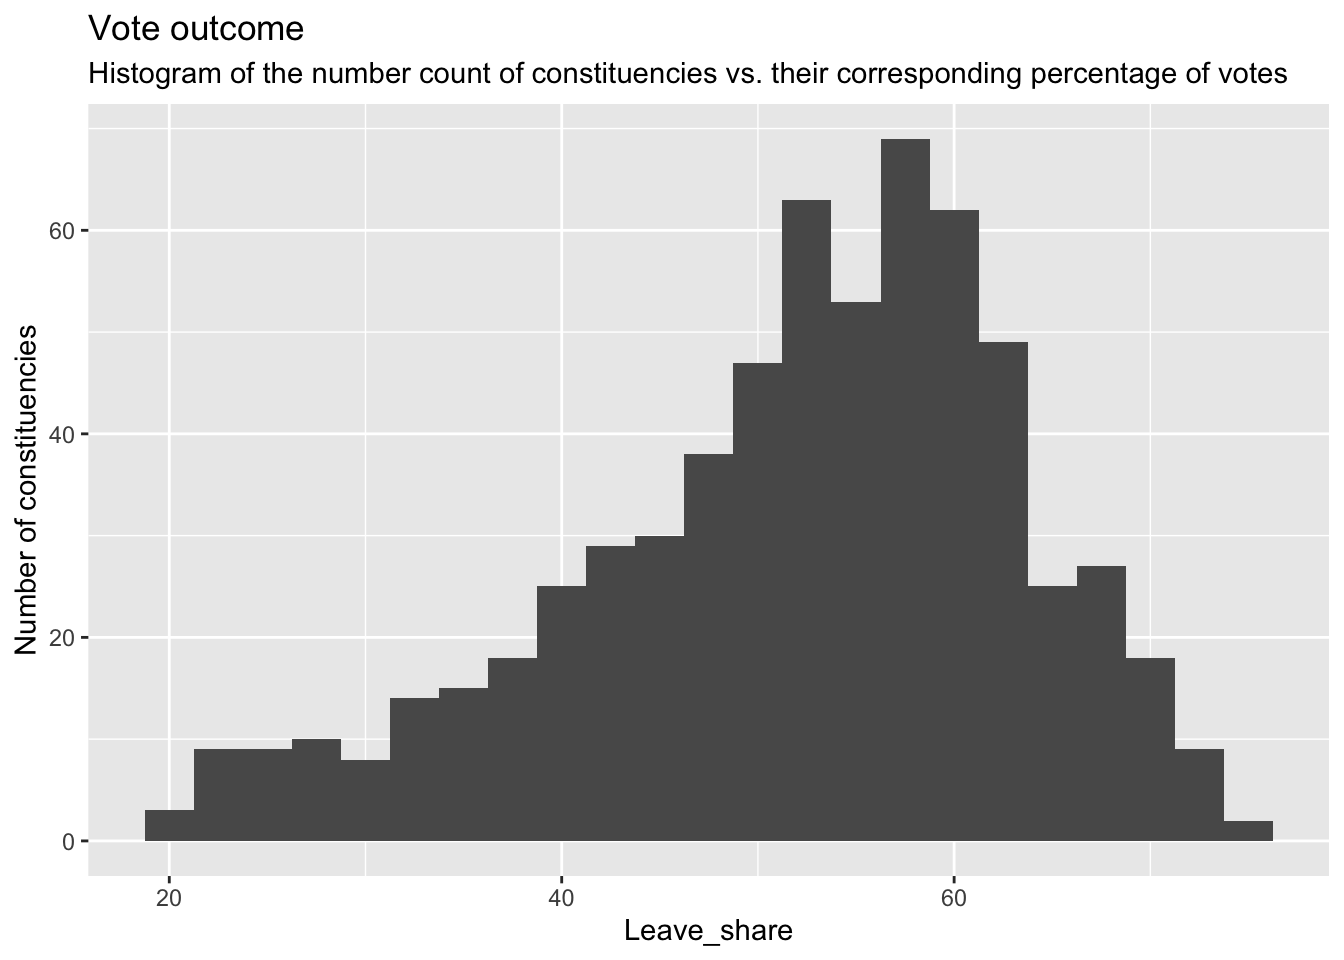 Vote outcome
Histogram of the number count of constituencies vs. their corresponding percentage of votes
Number of constituencies
60
40
20
0
20 40 60
Leave_share